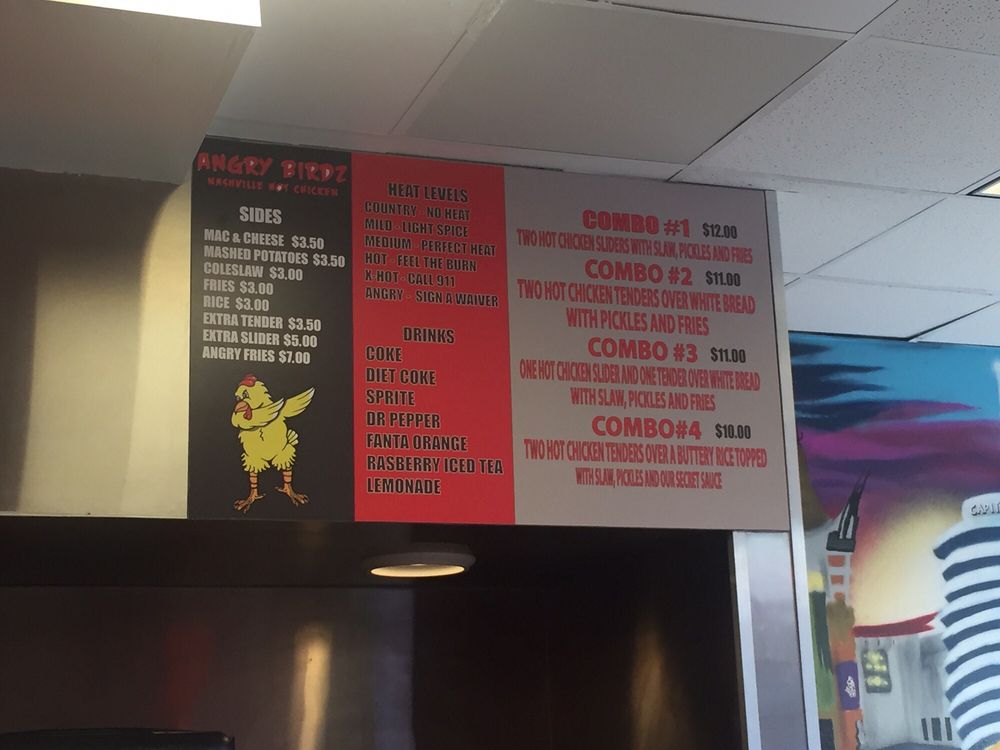 ANGRY BIRDZ
NASHVILLE HOT CHICKEN
SIDES
MAC & CHEESE $3.50
MASHED POTATOES $3.50
COLESLAW $3.00
FRIES $3.00
RICE $3.00
EXTRA TENDER $3.50
EXTRA SLIDER $5.00
ANGRY FRIES $7.00
HEAT LEVELS
COUNTRY - NO HEAT
MILD - LIGHT SPICE
MEDIUM - PERFECT HEAT
HOT - FEEL THE BURN
X-HOT - CALL 911
ANGRY - SIGN A WAIVER
DRINKS
COKE
DIET COKE
SPRITE
DR PEPPER
FANTA ORANGE
RASBERRY ICED TEA
LEMONADE
COMBO #1 $12.00
TWO HOT CHICKEN SLIDERS WITH SLAW, PICKLES AND FRIES
COMBO #2 $11.00
TWO HOT CHICKEN TENDERS OVER WHITE BREAD
WITH PICKLES AND FRIES
COMBO #3 $11.00
ONE HOT CHICKEN SLIDER AND ONE TENDER OVER WHITE BREAD
WITH SLAW, PICKLES AND FRIES
COMBO#4 $10.00
TWO HOT CHICKEN TENDERS OVER A BUTTERY RICE TOPPED
WITH SLAW, PICKLES AND OUR SECRET SAUCE